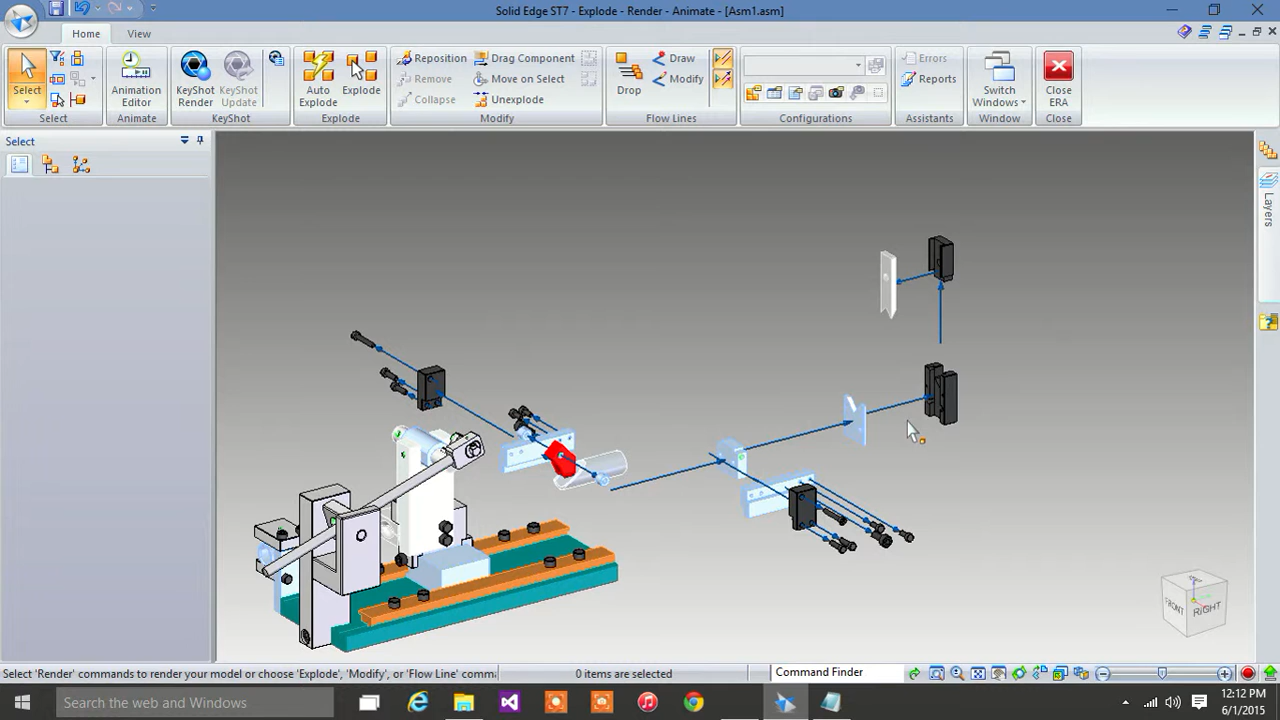 Solid Edge ST7 - Explode - Render - Animate - [Asm1.asm]
Home View
Select
Select
Animation Editor
Animate
KeyShot Render
KeyShot Update
KeyShot
Auto Explode
Explode
Explode
Reposition
Remove
Collapse
Drag Component
Move on Select
Unexplode
Modify
Drop
Draw
Modify
Flow Lines
Configurations
Errors
Reports
Assistants
Switch Windows
Window
Close ERA
Close
Select
Layers
FRONT
RIGHT
Select 'Render' commands to render your model or choose 'Explode', 'Modify', or 'Flow Line' comma
0 items are selected
Command Finder
Search the web and Windows
12:12 PM
6/1/2015